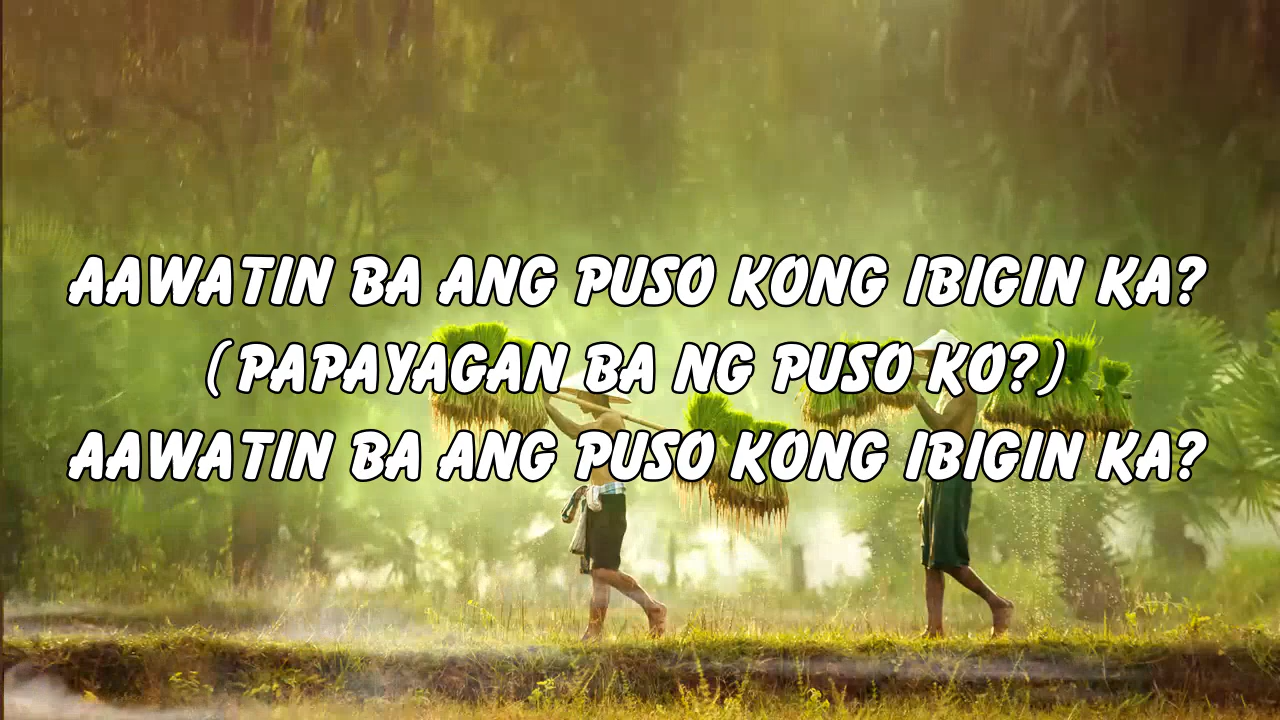 AAWATIN BA ANG PUSO KONG IBIGIN KA?
(PAPAYAGAN BA NG PUSO KO?)
AAWATIN BA ANG PUSO KONG IBIGIN KA?